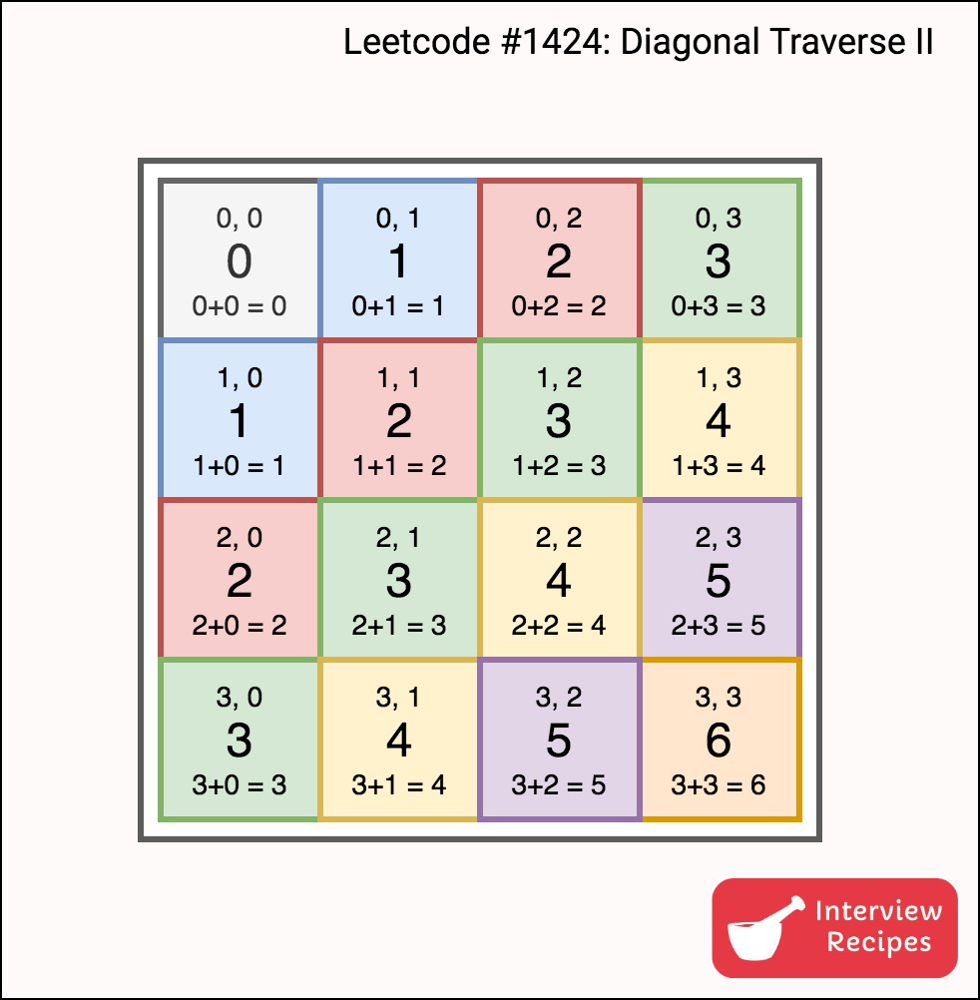 Leetcode #1424: Diagonal Traverse II
0, 0
0
0+0 = 0
0, 1
1
0+1 = 1
0, 2
2
0+2 = 2
0, 3
3
0+3 = 3
1, 0
1
1+0 = 1
1, 1
2
1+1 = 2
1, 2
3
1+2 = 3
1, 3
4
1+3 = 4
2, 0
2
2+0 = 2
2, 1
3
2+1 = 3
2, 2
4
2+2 = 4
2, 3
5
2+3 = 5
3, 0
3
3+0 = 3
3, 1
4
3+1 = 4
3, 2
5
3+2 = 5
3, 3
6
3+3 = 6
Interview
Recipes